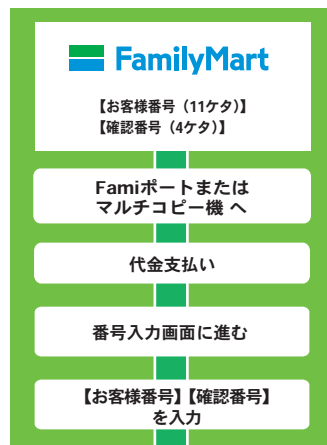 FamilyMart
【お客様番号（11ケタ）】
【確認番号（4ケタ）】
Famiポートまたは
マルチコピー機 へ
代金支払い
番号入力画面に進む
【お客様番号】【確認番号】
を入力